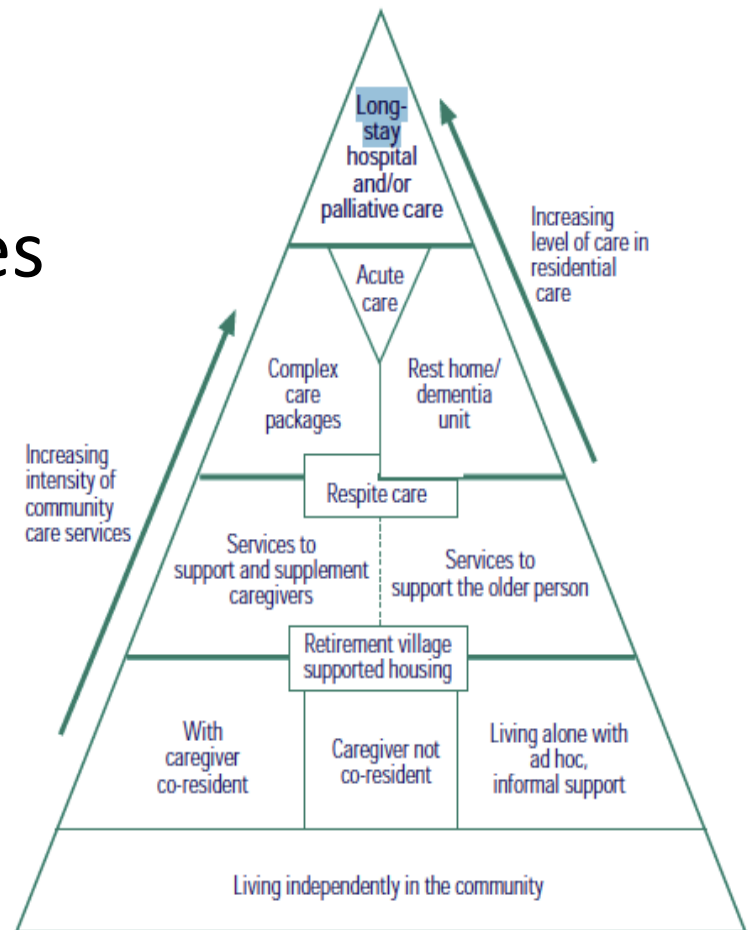 Long-
stay
hospital
and/or
palliative care
Increasing
level of care in
residential
care
es
Acute
care
Complex
care
packages
Rest home/
dementia
unit
Increasing
intensity of
community
care services
Respite care
Services to
support and supplement
caregivers
Services to
support the older person
Retirement village
supported housing
With
caregiver
co-resident
Caregiver not
co-resident
Living alone with
ad hoc,
informal support
Living independently in the community